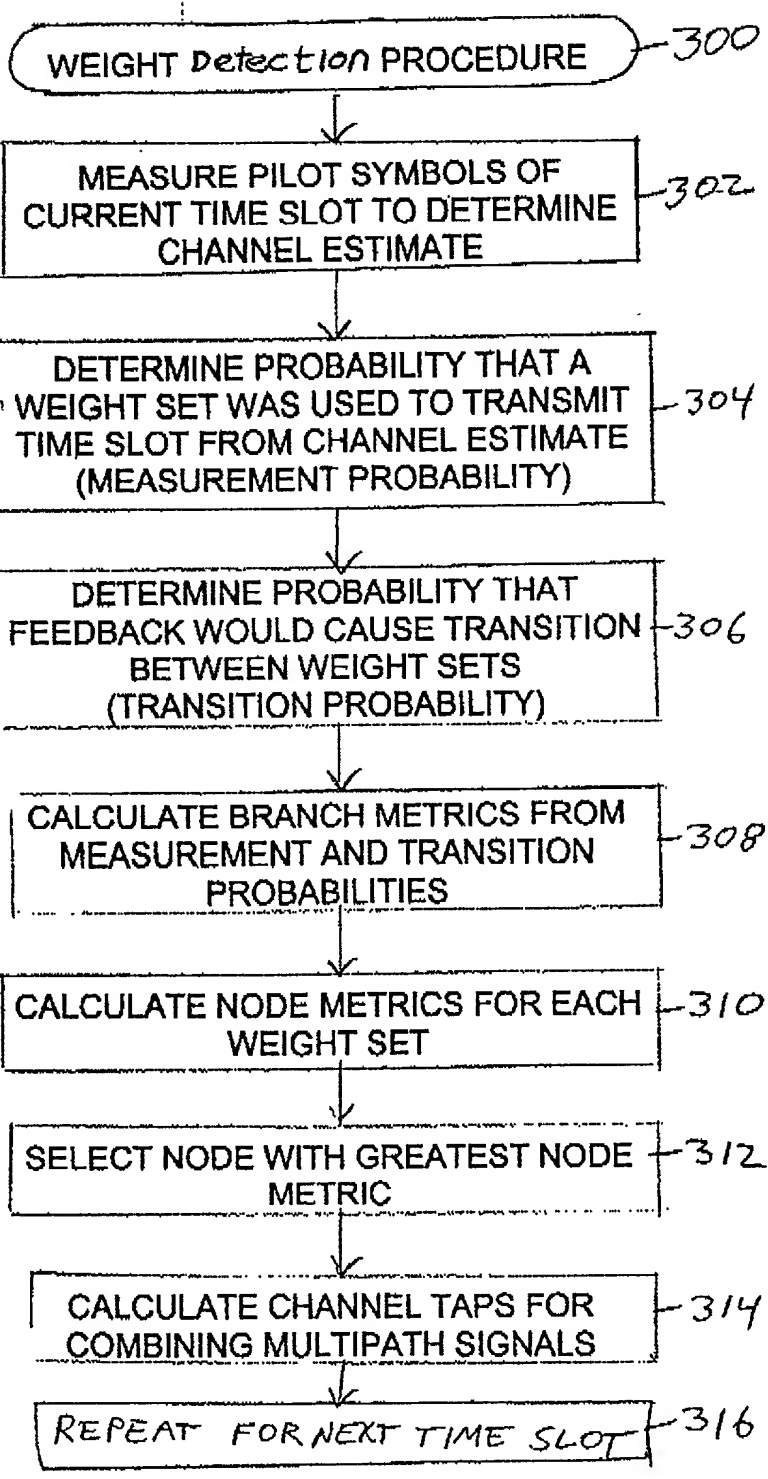 WEIGHT Detection PROCEDURE 300
MEASURE PILOT SYMBOLS OF
CURRENT TIME SLOT TO DETERMINE
CHANNEL ESTIMATE
302
DETERMINE PROBABILITY THAT A
WEIGHT SET WAS USED TO TRANSMIT
TIME SLOT FROM CHANNEL ESTIMATE
(MEASUREMENT PROBABILITY)
304
DETERMINE PROBABILITY THAT
FEEDBACK WOULD CAUSE TRANSITION
BETWEEN WEIGHT SETS
(TRANSITION PROBABILITY)
306
CALCULATE BRANCH METRICS FROM
MEASUREMENT AND TRANSITION
PROBABILITIES
308
CALCULATE NODE METRICS FOR EACH
WEIGHT SET
310
SELECT NODE WITH GREATEST NODE
METRIC
312
CALCULATE CHANNEL TAPS FOR
COMBINING MULTIPATH SIGNALS
314
REPEAT FOR NEXT TIME SLOT 316